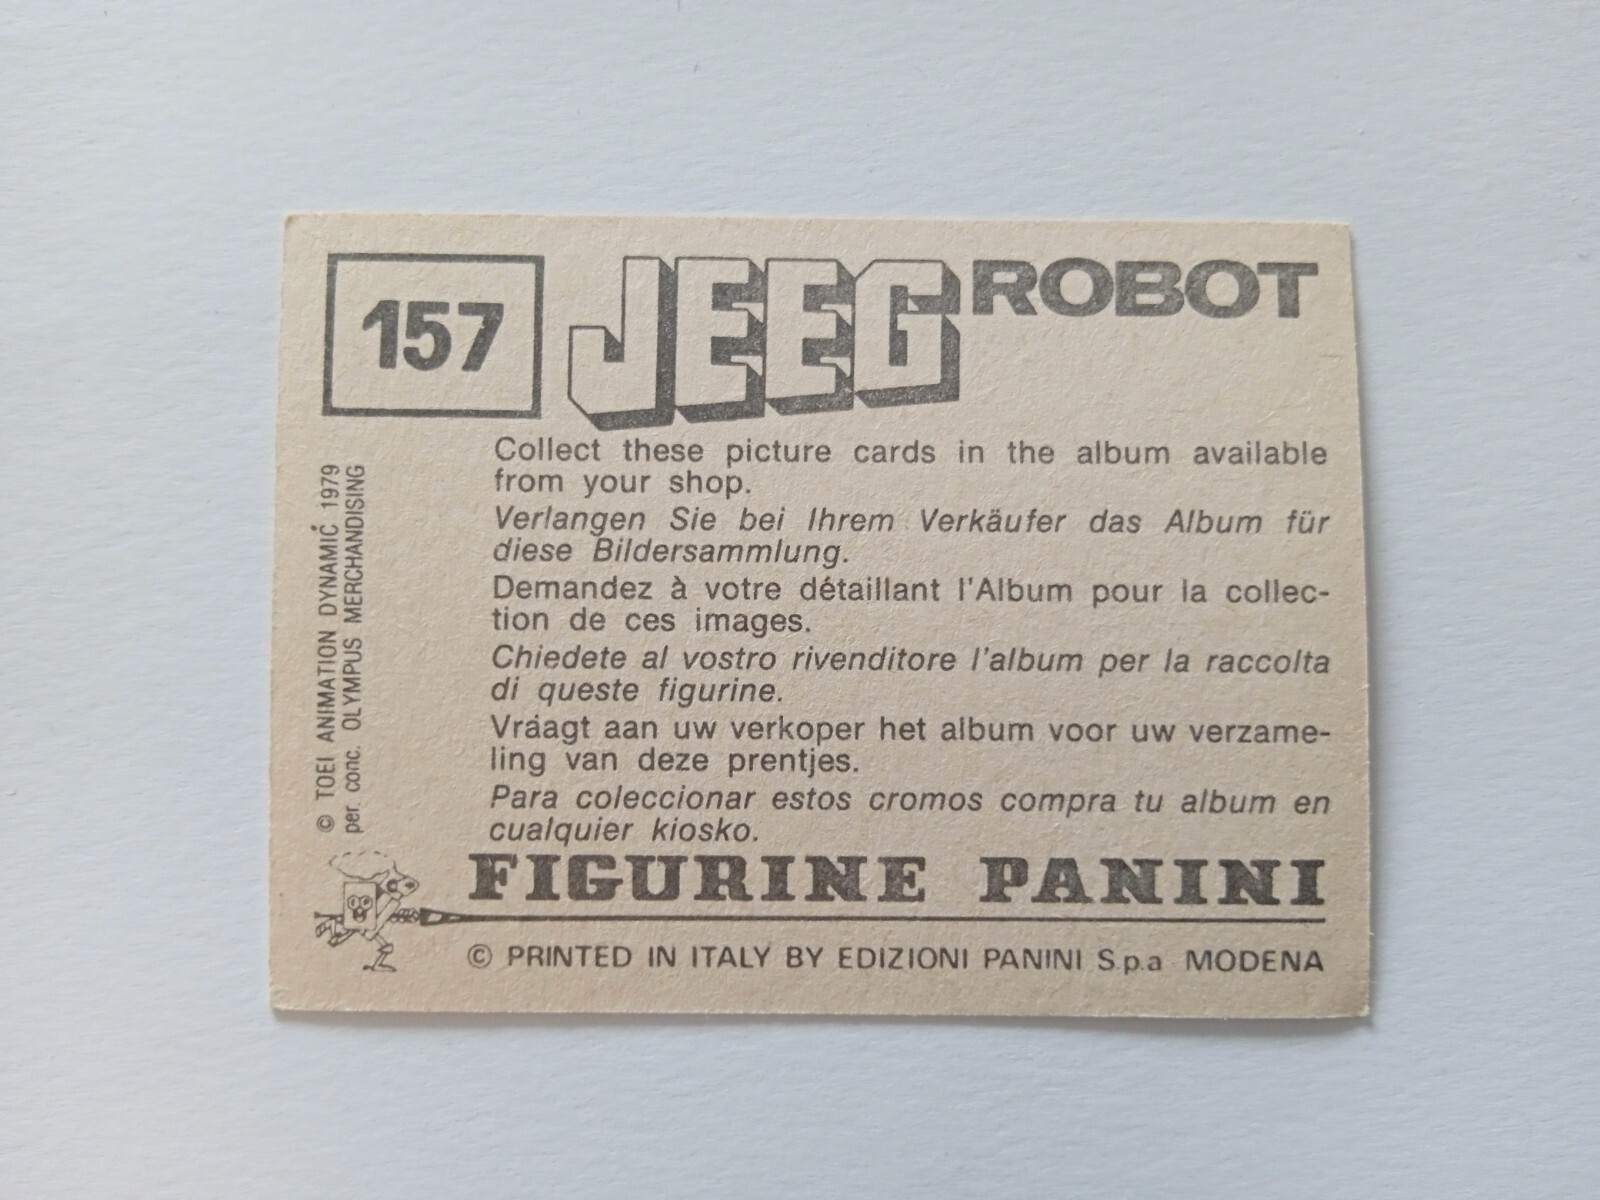 157
JEEG ROBOT
Collect these picture cards in the album available
from your shop.
Verlangen Sie bei Ihrem Verkäufer das Album für
diese Bildersammlung.
Demandez à votre détaillant l'Album pour la collec-
tion de ces images.
Chiedete al vostro rivenditore l'album per la raccolta
di queste figurine.
Vraagt aan uw verkoper het album voor uw verzame-
ling van deze prentjes.
Para coleccionar estos cromos compra tu album en
cualquier kiosko.
© TOEI ANIMATION DYNAMIC 1979
per conc. OLYMPUS MERCHANDISING
FIGURINE PANINI
© PRINTED IN ITALY BY EDIZIONI PANINI S.p.a MODENA